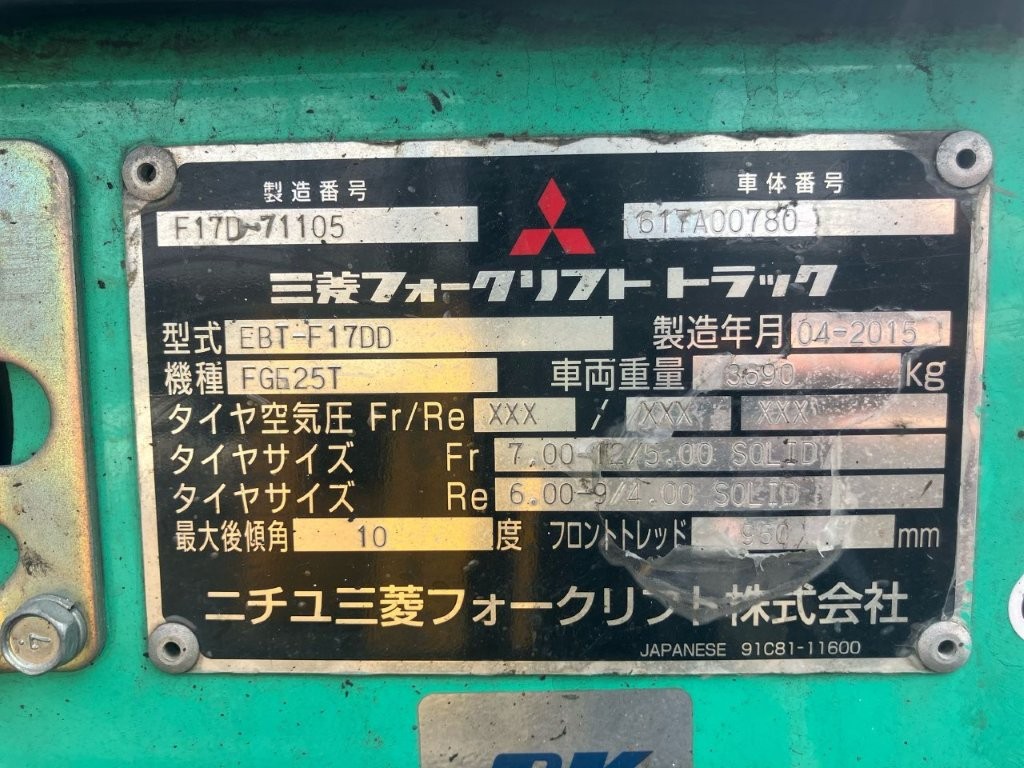 製造番号 車体番号
F17D-71105 61YA00780
三菱フォークリフトトラック
型式 EBT-F17DD 製造年月 04-2015
機種 FGE25T 車両重量 3690 kg
タイヤ空気圧 Fr/Re XXX / XXX XXX
タイヤサイズ Fr 7.00-12/5.00 SOLID
タイヤサイズ Re 6.00-9/4.00 SOLID
最大後傾角 10 度 フロントトレッド 960 mm
ニチユ三菱フォークリフト株式会社
JAPANESE 91C81-11600